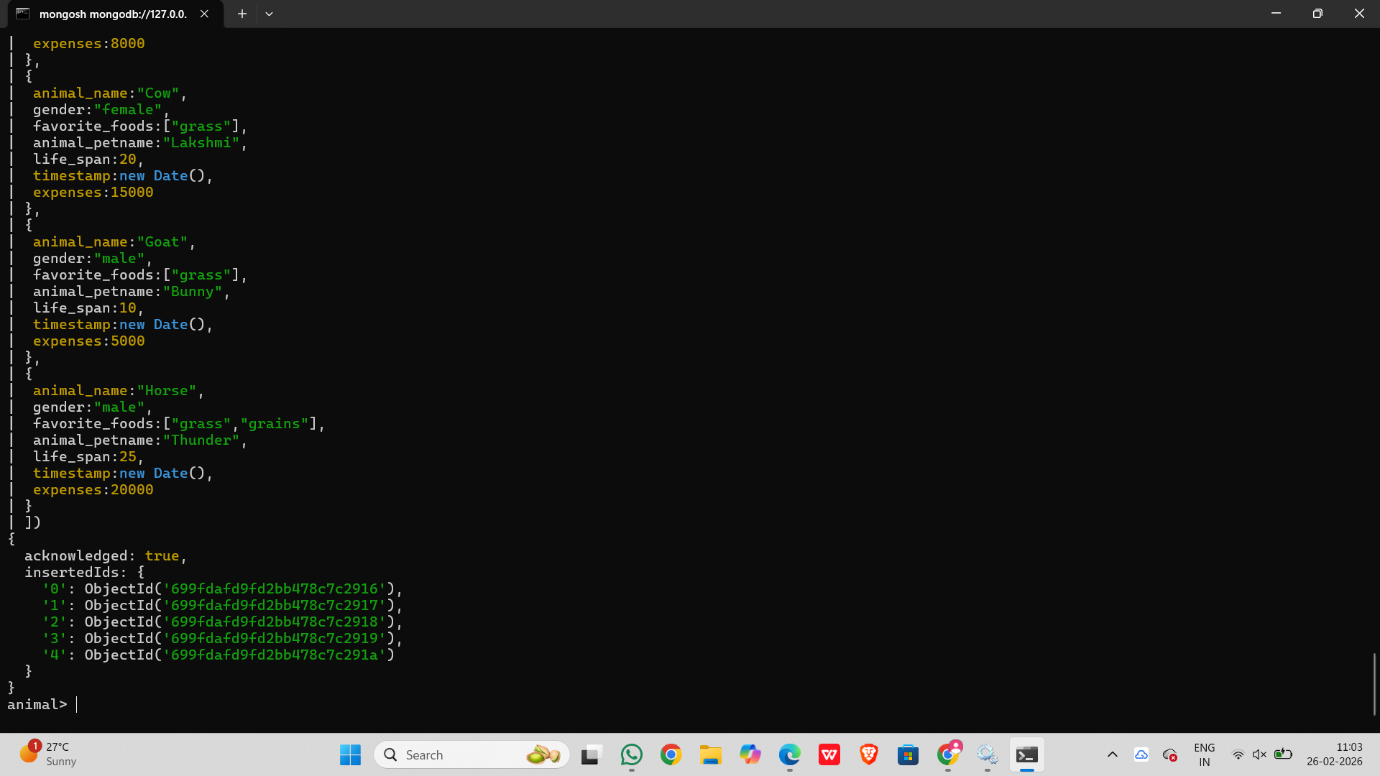 mongosh mongodb://127.0.0.
|  expenses:8000
| },
| {
|  animal_name:"Cow",
|  gender:"female",
|  favorite_foods:["grass"],
|  animal_petname:"Lakshmi",
|  life_span:20,
|  timestamp:new Date(),
|  expenses:15000
| },
| {
|  animal_name:"Goat",
|  gender:"male",
|  favorite_foods:["grass"],
|  animal_petname:"Bunny",
|  life_span:10,
|  timestamp:new Date(),
|  expenses:5000
| },
| {
|  animal_name:"Horse",
|  gender:"male",
|  favorite_foods:["grass","grains"],
|  animal_petname:"Thunder",
|  life_span:25,
|  timestamp:new Date(),
|  expenses:20000
| }
| ])
{
  acknowledged: true,
  insertedIds: {
    '0': ObjectId('699fdafd9fd2bb478c7c2916'),
    '1': ObjectId('699fdafd9fd2bb478c7c2917'),
    '2': ObjectId('699fdafd9fd2bb478c7c2918'),
    '3': ObjectId('699fdafd9fd2bb478c7c2919'),
    '4': ObjectId('699fdafd9fd2bb478c7c291a')
  }
}
animal>
1
27°C
Sunny
Search
W
ENG
IN
11:03
26-02-2026